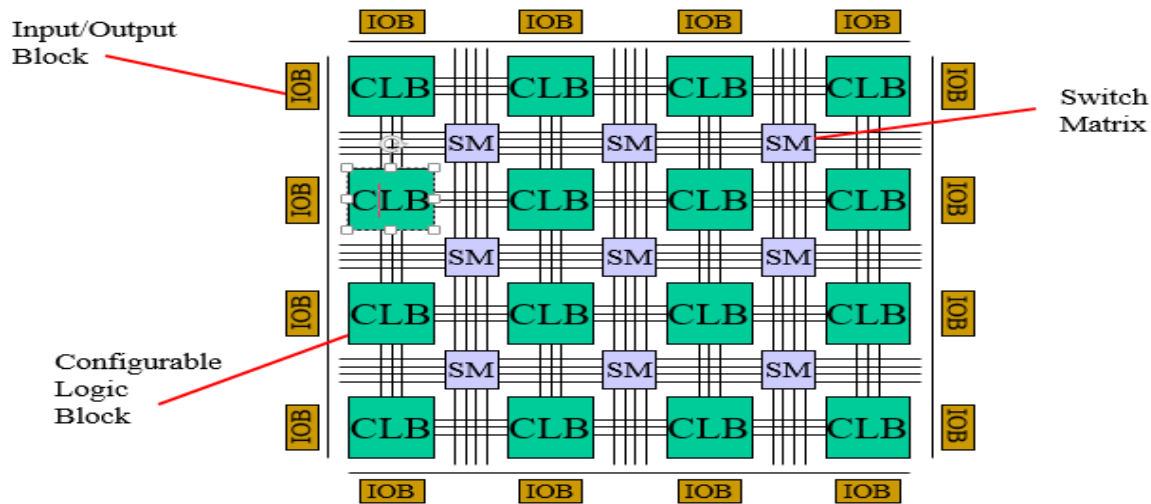 IOB IOB IOB IOB
Input/Output
Block
IOB CLB CLB CLB CLB IOB
Switch
Matrix
SM SM SM
IOB CLB CLB CLB CLB IOB
SM SM SM
IOB CLB CLB CLB CLB IOB
Configurable
Logic
Block
SM SM SM
IOB CLB CLB CLB CLB IOB
IOB IOB IOB IOB